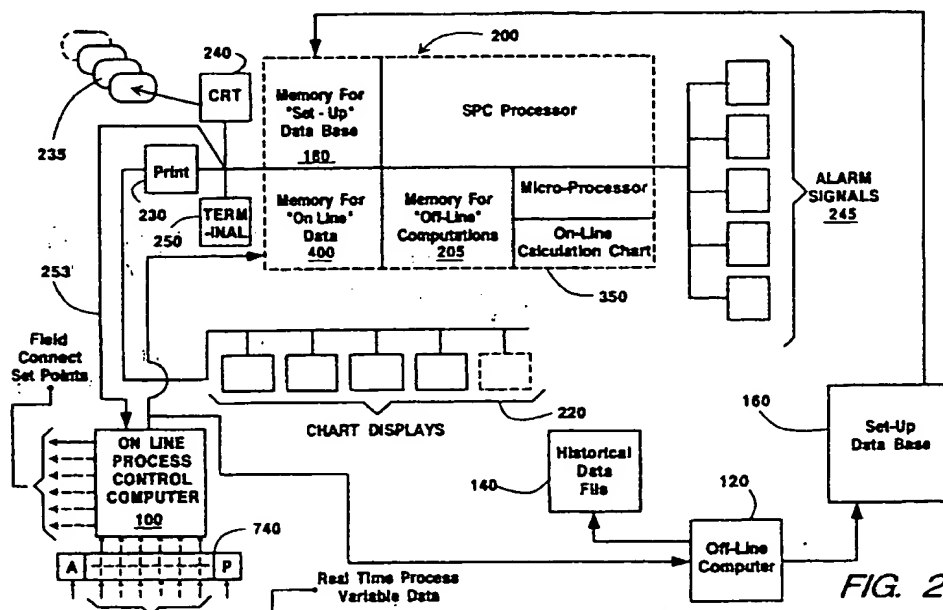 200
240
CRT
235
Memory For
"Set - Up"
Data Base
160
SPC Processor
Print
230
250
TERM
-INAL
Memory For
"On Line"
Data
400
Memory For
"Off-Line"
Computations
205
Micro-Processor
On-Line
Calculation Chart
350
ALARM
SIGNALS
245
253
Field
Connect
Set Points
220
CHART DISPLAYS
ON LINE
PROCESS
CONTROL
COMPUTER
100
740
A
P
Historical
Data
File
140
160
Set-Up
Data Base
120
Off-Line
Computer
Real Time Process
Variable Data
FIG. 2